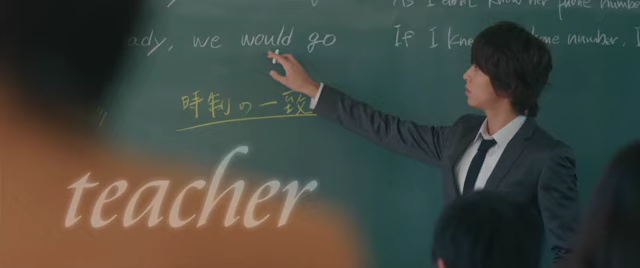 As I don't know her phone number
ady, we would go
If I know phone number, I
時制の一致
teacher